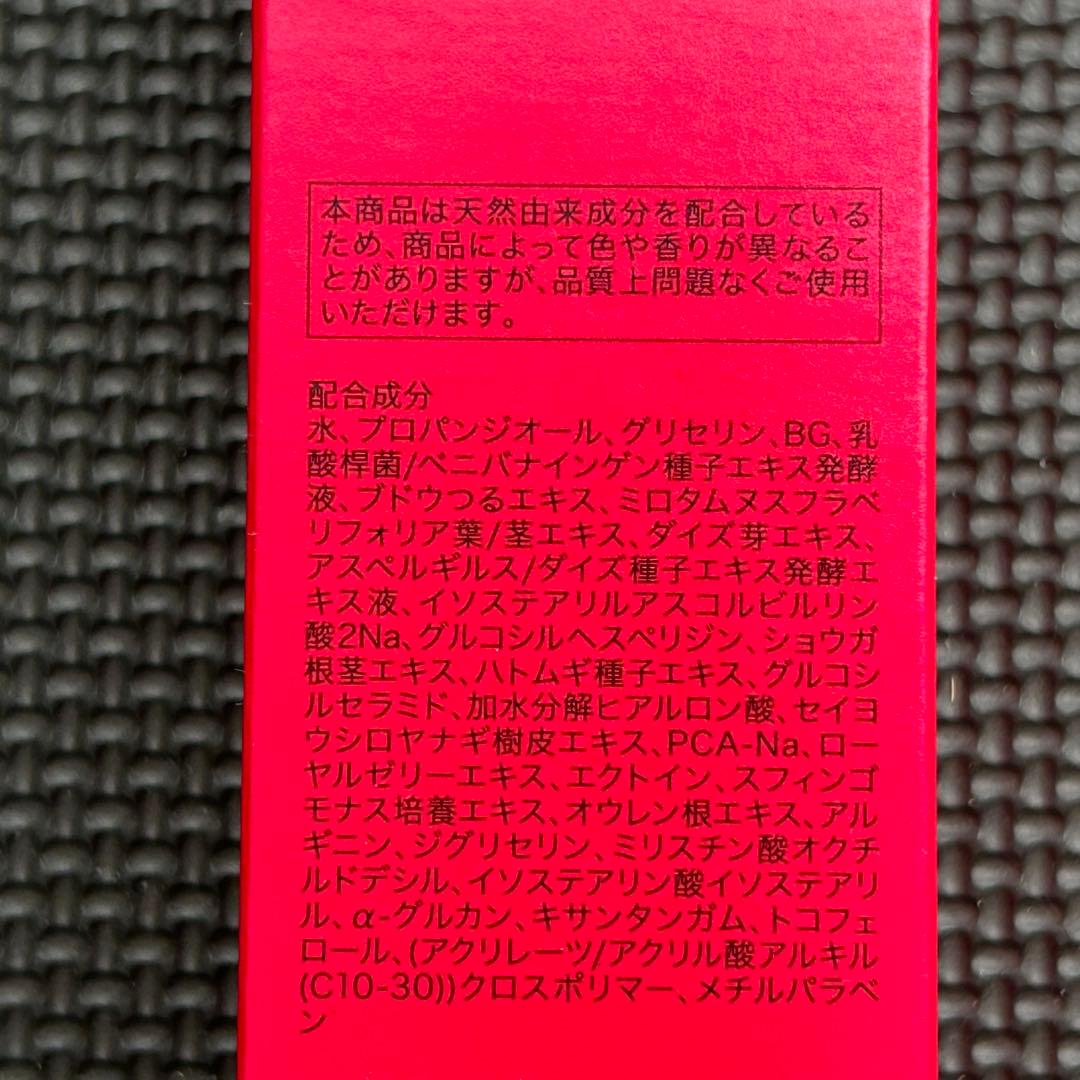 本商品は天然由来成分を配合している
ため、商品によって色や香りが異なるこ
とがありますが、品質上問題なくご使用
いただけます。
配合成分
水、プロパンジオール、グリセリン、BG、乳
酸桿菌/ベニバナインゲン種子エキス発酵
液、ブドウつるエキス、ミロタムヌスフラベ
リフォリア葉/茎エキス、ダイズ芽エキス、
アスペルギルス/ダイズ種子エキス発酵エ
キス液、イソステアリルアスコルビルリン
酸2Na、グルコシルヘスペリジン、ショウガ
根茎エキス、ハトムギ種子エキス、グルコシ
ルセラミド、加水分解ヒアルロン酸、セイヨ
ウシロヤナギ樹皮エキス、PCA-Na、ロー
ヤルゼリーエキス、エクトイン、スフィンゴ
モナス培養エキス、オウレン根エキス、アル
ギニン、ジグリセリン、ミリスチン酸オクチ
ルドデシル、イソステアリン酸イソステアリ
ル、α-グルカン、キサンタンガム、トコフェ
ロール、(アクリレーツ/アクリル酸アルキル
(C10-30))クロスポリマー、メチルパラベ
ン